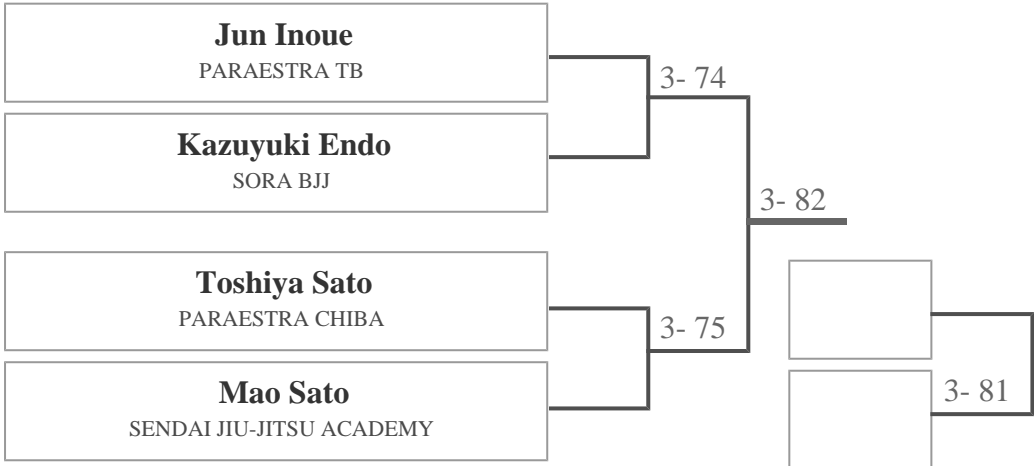 Jun Inoue
PARAESTRA TB
3- 74
Kazuyuki Endo
SORA BJJ
3- 82
Toshiya Sato
PARAESTRA CHIBA
3- 75
Mao Sato
SENDAI JIU-JITSU ACADEMY
3- 81